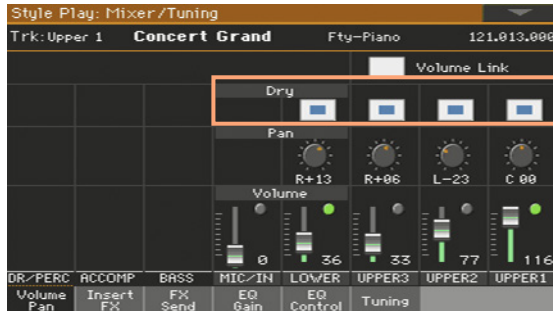 Style Play: Mixer/Tuning
Trk:Upper 1 Concert Grand Fty-Piano 121.013.000
Volume Link
Dry
Pan
R+13 R+06 L-23 C 00
Volume
0 36 33 77 116
DR/PERC ACCOMP BASS MIC/IN LOWER UPPER3 UPPER2 UPPER1
Volume Insert FX EQ EQ Tuning
Pan FX Send Gain Control